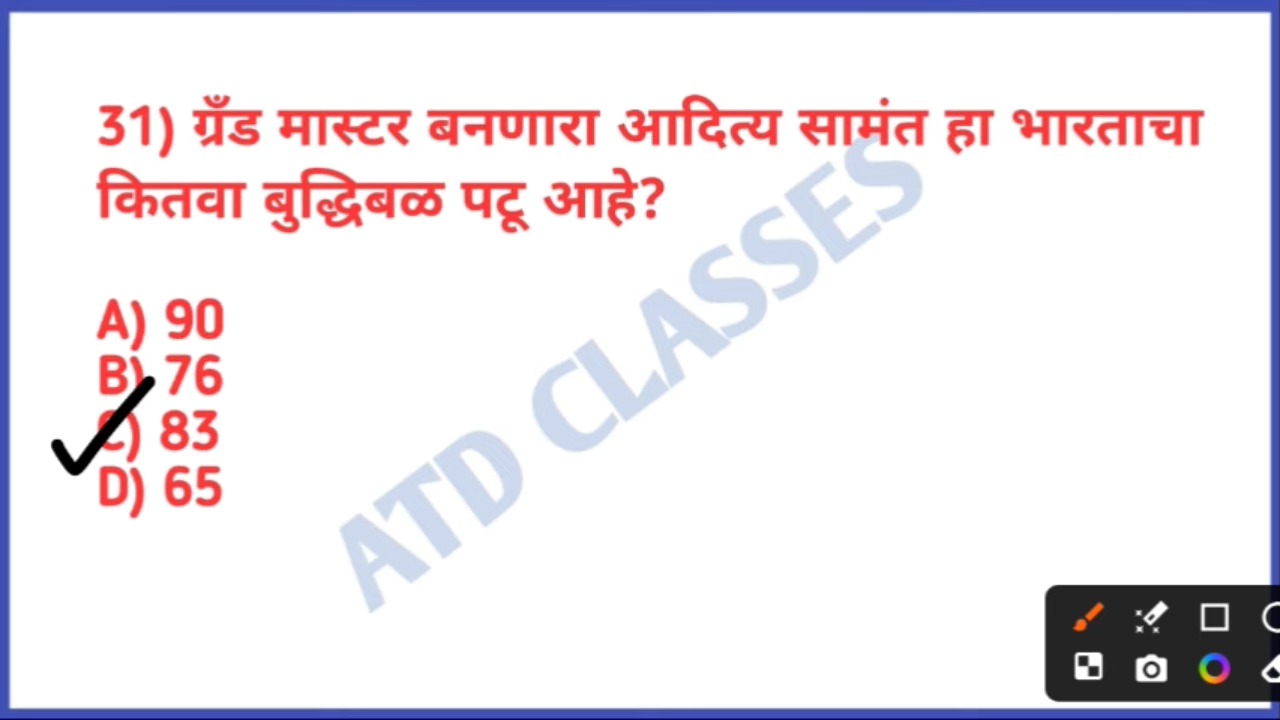 31) ग्रँड मास्टर बनणारा आदित्य सामंत हा भारताचा
कितवा बुद्धिबळ पटू आहे?
A) 90
B) 76
C) 83
D) 65
ATD CLASSES